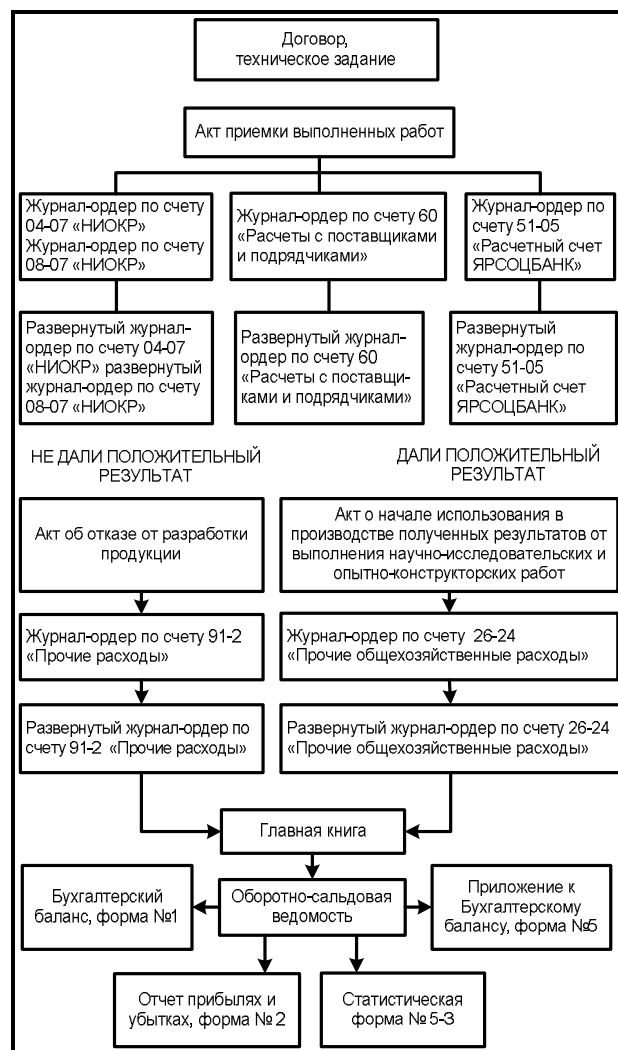 Договор,
техническое задание
Акт приемки выполненных работ
Журнал-ордер по счету
04-07 «НИОКР»
Журнал-ордер по счету
08-07 «НИОКР»
Журнал-ордер по счету 60
«Расчеты с поставщиками
и подрядчиками»
Журнал-ордер по
счету 51-05
«Расчетный счет
ЯРСОЦБАНК»
Развернутый журнал-
ордер по счету 04-07
«НИОКР» развернутый
журнал-ордер по счету
08-07 «НИОКР»
Развернутый журнал-
ордер по счету 60
«Расчеты с поставщи-
ками и подрядчиками»
Развернутый
журнал-ордер по
счету 51-05
«Расчетный счет
ЯРСОЦБАНК»
НЕ ДАЛИ ПОЛОЖИТЕЛЬНЫЙ
РЕЗУЛЬТАТ
ДАЛИ ПОЛОЖИТЕЛЬНЫЙ
РЕЗУЛЬТАТ
Акт об отказе от разработки
продукции
Акт о начале использования в
производстве полученных результатов от
выполнения научно-исследовательских и
опытно-конструкторских работ
Журнал-ордер по счету 91-2
«Прочие расходы»
Журнал-ордер по счету 26-24
«Прочие общехозяйственные расходы»
Развернутый журнал-ордер по
счету 91-2 «Прочие расходы»
Развернутый журнал-ордер по счету 26-24
«Прочие общехозяйственные расходы»
Главная книга
Бухгалтерский
баланс, форма №1
Оборотно-сальдовая
ведомость
Приложение к
Бухгалтерскому
балансу, форма №5
Отчет прибылях и
убытках, форма № 2
Статистическая
форма № 5-З